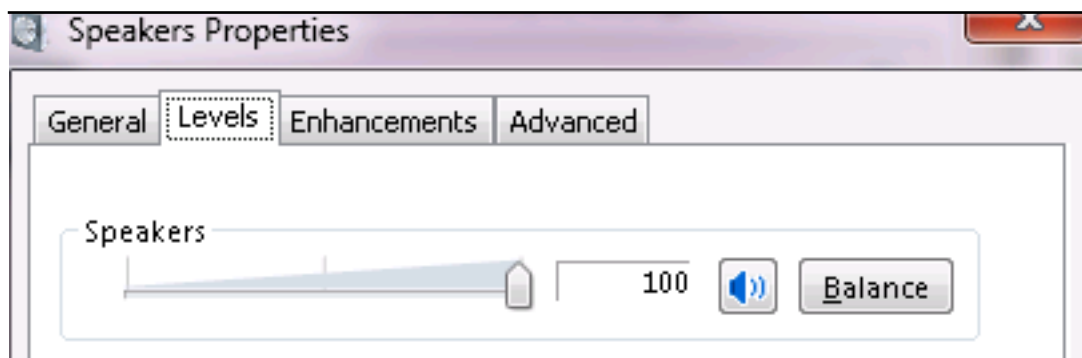 Speakers Properties
General Levels Enhancements Advanced
Speakers
100 Balance